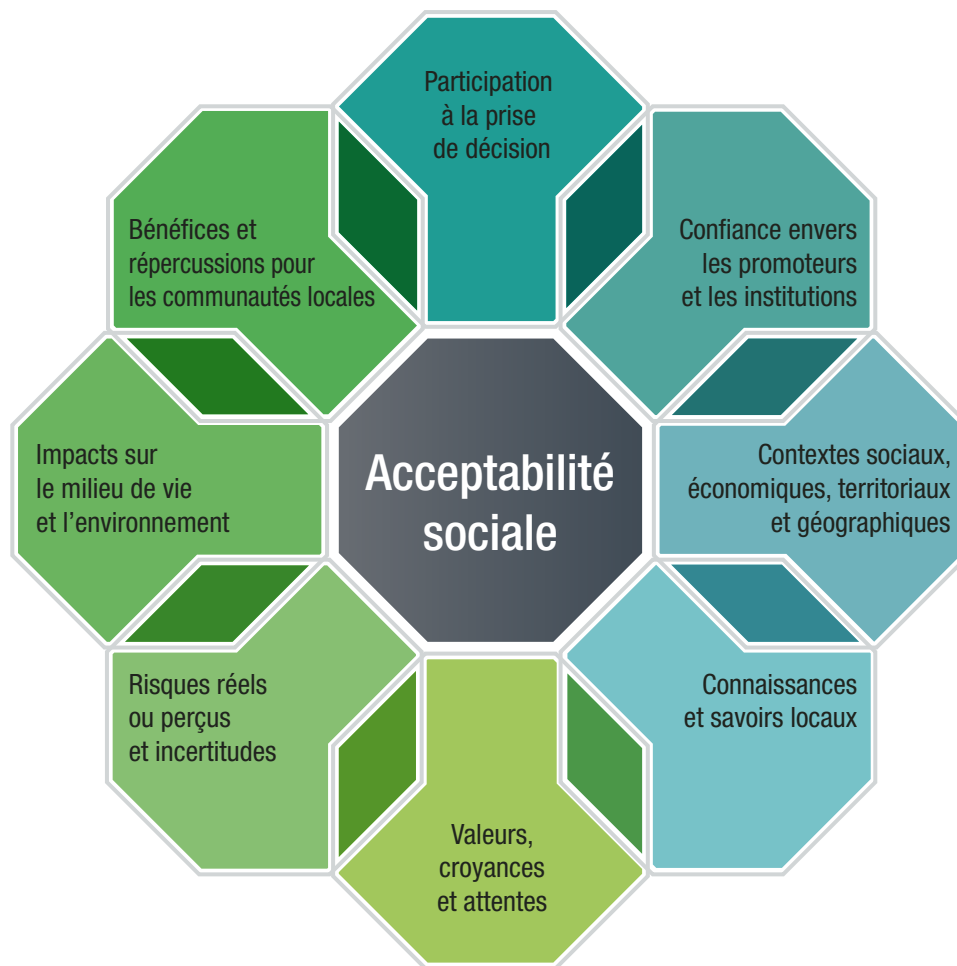 Participation
à la prise
de décision
Confiance envers
les promoteurs
et les institutions
Contextes sociaux,
économiques, territoriaux
et géographiques
Connaissances
et savoirs locaux
Valeurs,
croyances
et attentes
Risques réels
ou perçus
et incertitudes
Impacts sur
le milieu de vie
et l'environnement
Bénéfices et
répercussions pour
les communautés locales
Acceptabilité
sociale